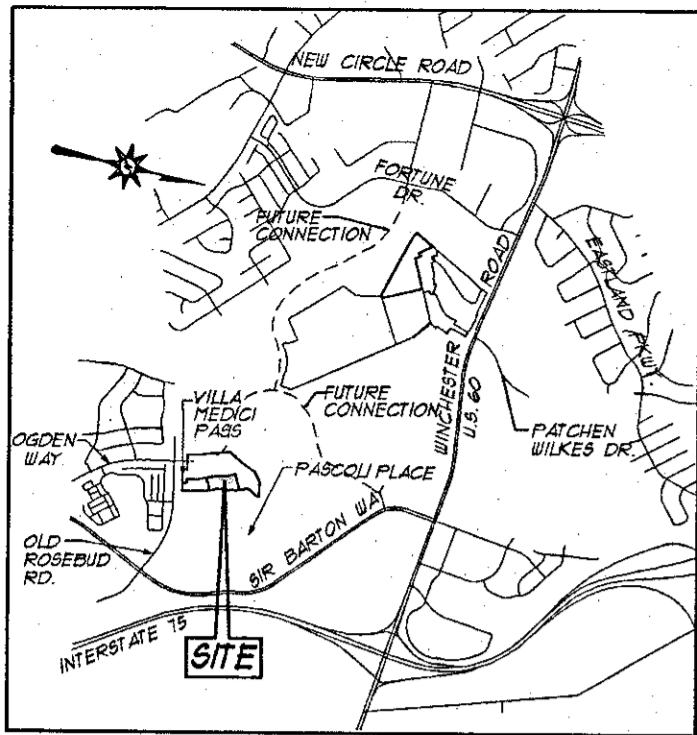 NEW CIRCLE ROAD
FORTUNE
DR.
FUTURE
CONNECTION
EASTLAND PKWY.
WINCHESTER ROAD
U.S. 60
VILLA
MEDICI
PASS
FUTURE
CONNECTION
PATCHEN
WILKES DR.
OGDEN
WAY
PASCOLI PLACE
OLD
ROSEBUD
RD.
SIR BARTON WA
INTERSTATE 75
SITE